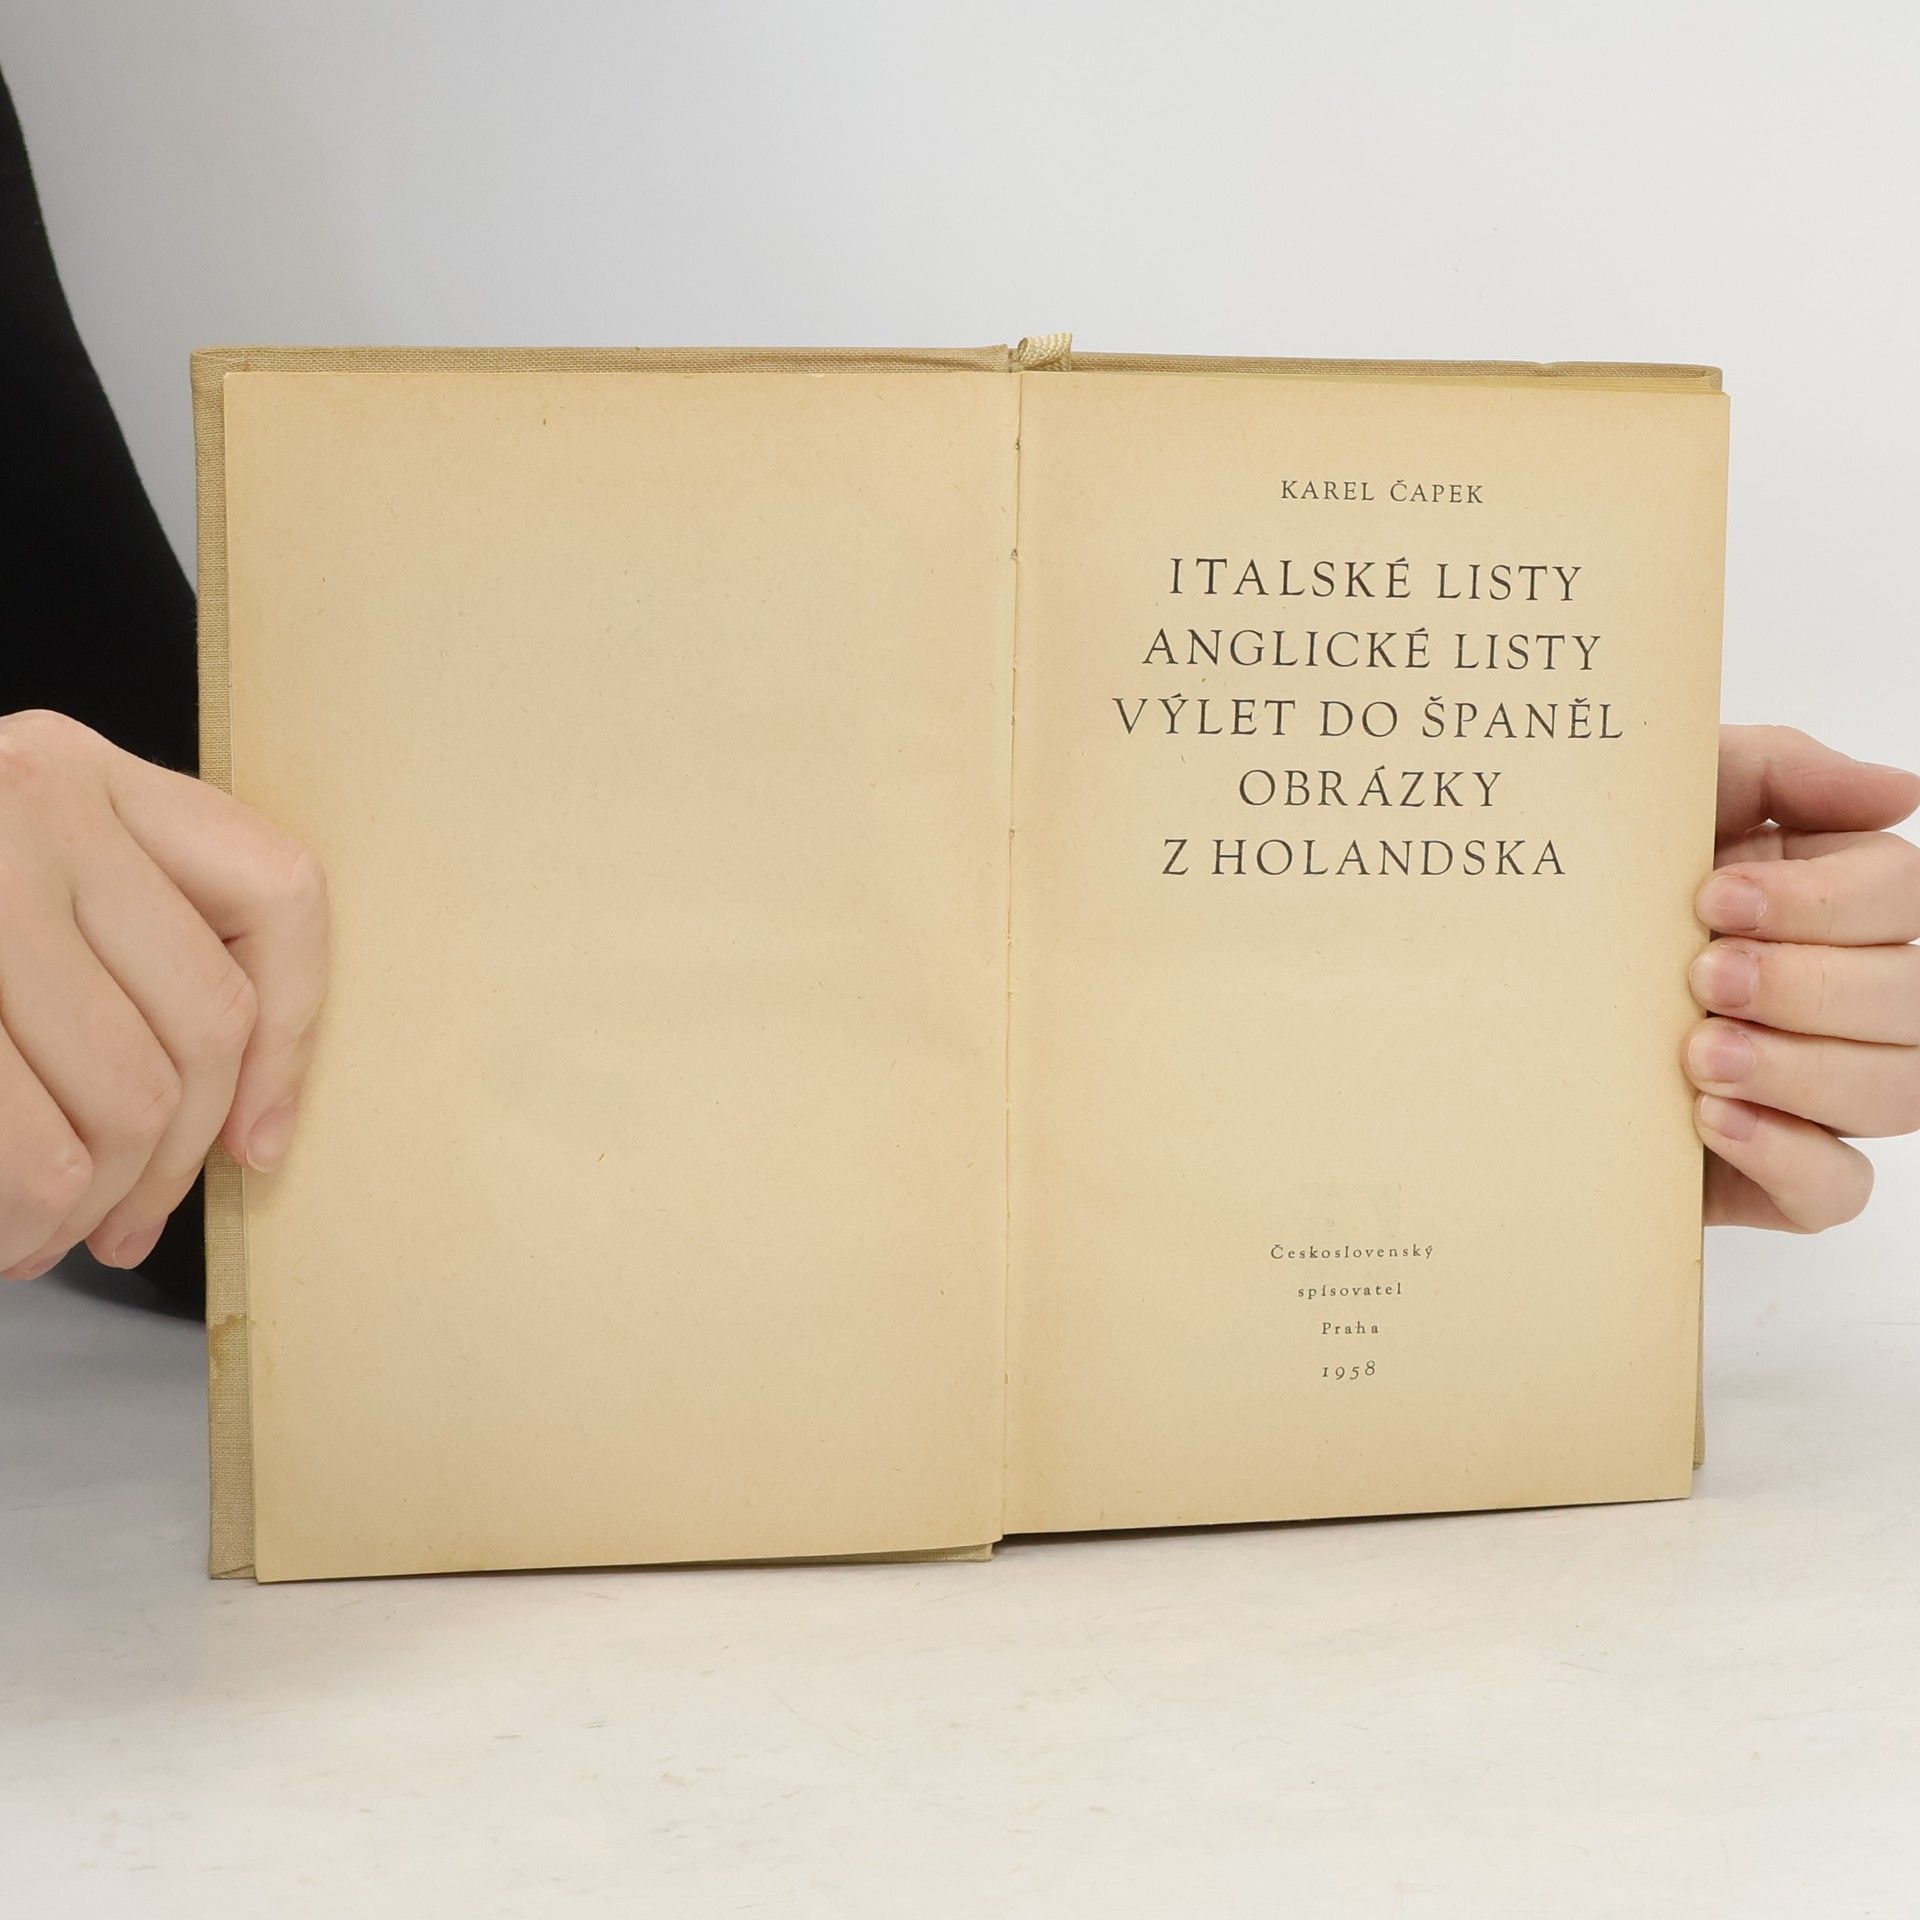 KAREL ČAPEK
ITALSKÉ LISTY
ANGLICKÉ LISTY
VÝLET DO ŠPANĚL
OBRÁZKY
Z HOLANDSKA
Československý
spisovatel
Praha
1958